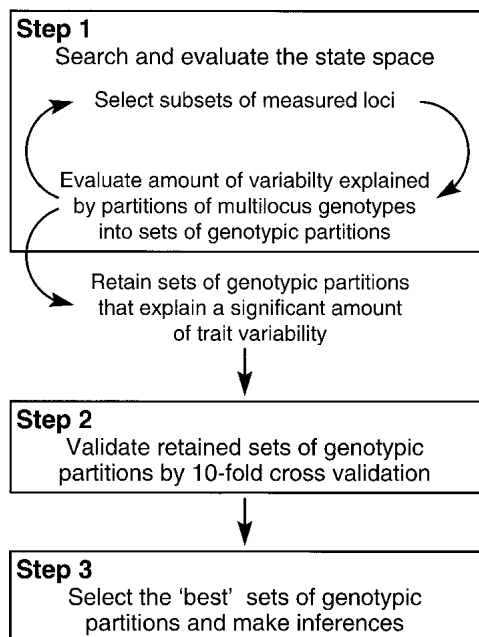 Step 1
Search and evaluate the state space
Select subsets of measured loci
Evaluate amount of variabilty explained
by partitions of multilocus genotypes
into sets of genotypic partitions
Retain sets of genotypic partitions
that explain a significant amount
of trait variability
Step 2
Validate retained sets of genotypic
partitions by 10-fold cross validation
Step 3
Select the ‘best’ sets of genotypic
partitions and make inferences